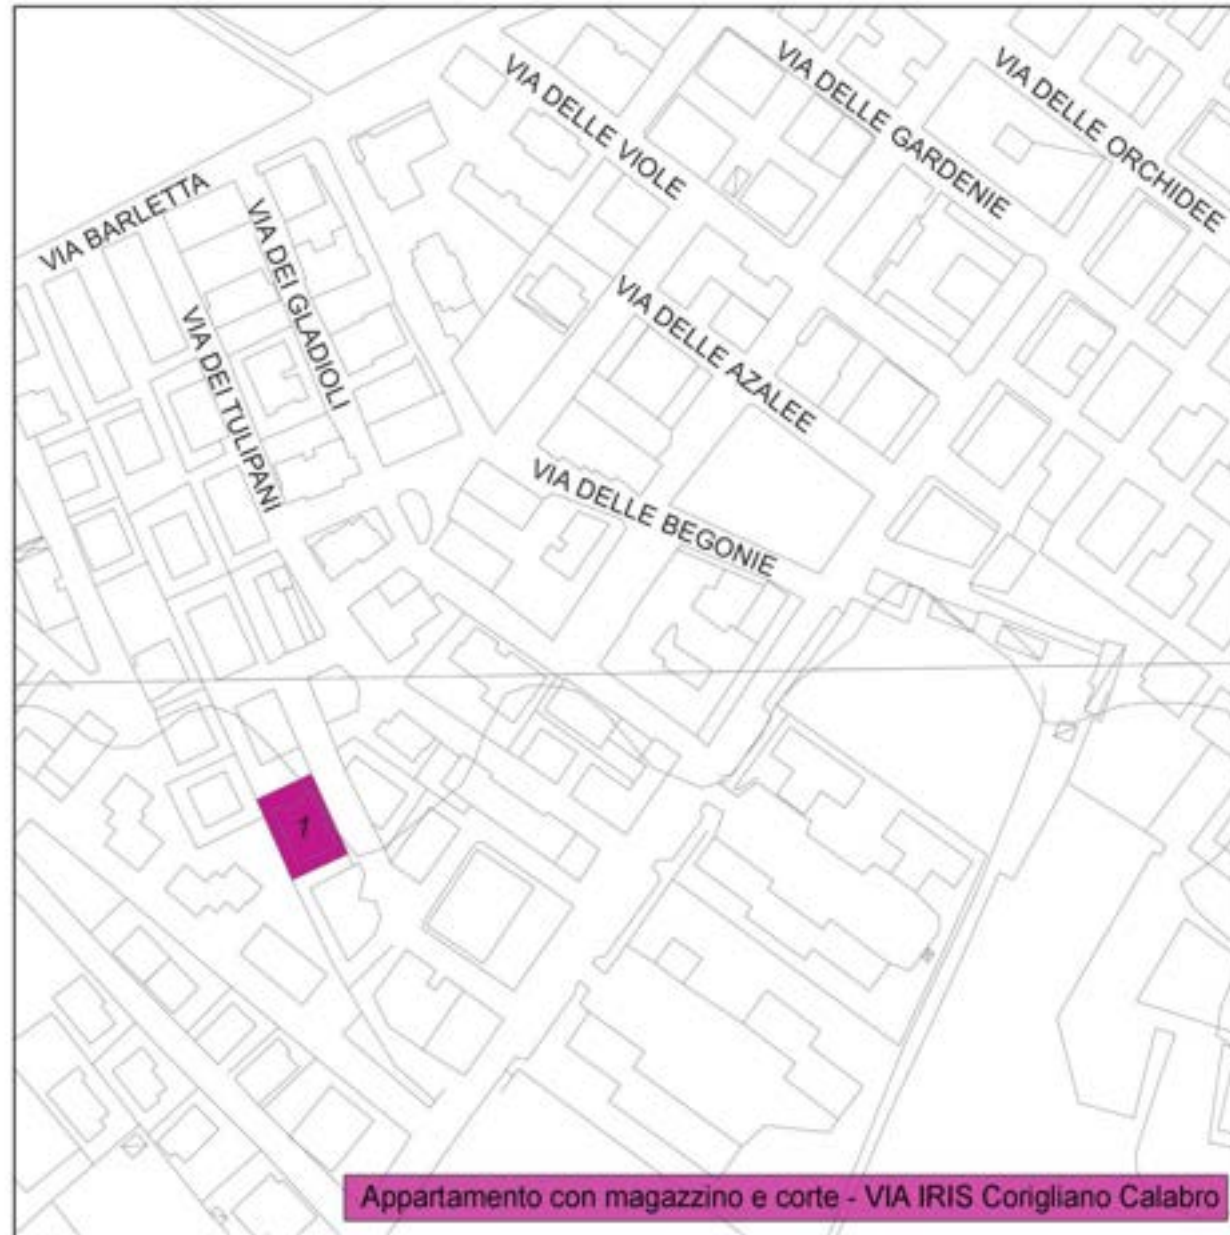 VIA DELLE VIOLE
VIA DELLE GARDENIE
VIA DELLE ORCHIDEE
VIA BARLETTA
VIA DEI GLADIOLI
VIA DEI TULIPANI
VIA DELLE AZALEE
VIA DELLE BEGONIE
7
Appartamento con magazzino e corte - VIA IRIS Corigliano Calabro